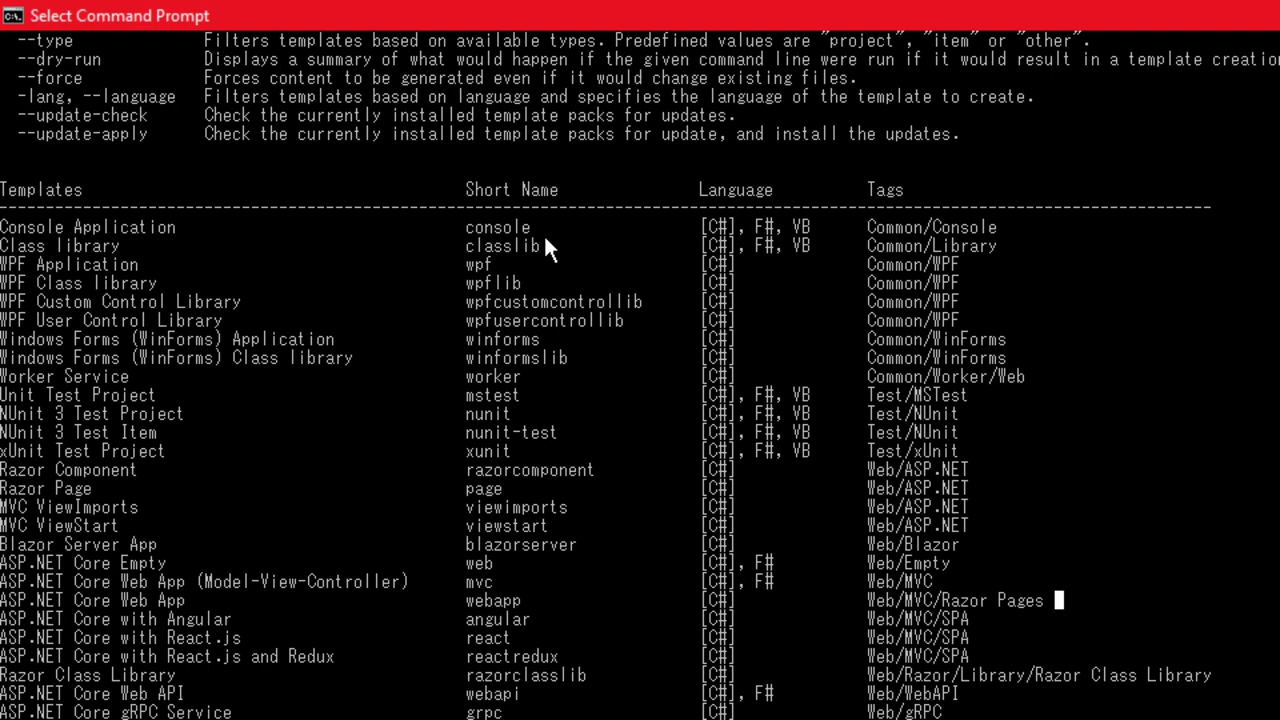 Select Command Prompt
--type Filters templates based on available types. Predefined values are "project", "item" or "other".
--dry-run Displays a summary of what would happen if the given command line were run if it would result in a template creatio
--force Forces content to be generated even if it would change existing files.
-lang, --language Filters templates based on language and specifies the language of the template to create.
--update-check Check the currently installed template packs for updates.
--update-apply Check the currently installed template packs for update, and install the updates.
Templates Short Name Language Tags
Console Application console [C#], F#, VB Common/Console
Class library classlib [C#], F#, VB Common/Library
WPF Application wpf [C#] Common/WPF
WPF Class library wpflib [C#] Common/WPF
WPF Custom Control Library wpfcustomcontrollib [C#] Common/WPF
WPF User Control Library wpfusercontrollib [C#] Common/WPF
Windows Forms (WinForms) Application winforms [C#] Common/WinForms
Windows Forms (WinForms) Class library winformslib [C#] Common/WinForms
Worker Service worker [C#] Common/Worker/Web
Unit Test Project mstest [C#], F#, VB Test/MSTest
NUnit 3 Test Project nunit [C#], F#, VB Test/NUnit
NUnit 3 Test Item nunit-test [C#], F#, VB Test/NUnit
xUnit Test Project xunit [C#], F#, VB Test/xUnit
Razor Component razorcomponent [C#] Web/ASP.NET
Razor Page page [C#] Web/ASP.NET
MVC ViewImports viewimports [C#] Web/ASP.NET
MVC ViewStart viewstart [C#] Web/ASP.NET
Blazor Server App blazorserver [C#] Web/Blazor
ASP.NET Core Empty web [C#], F# Web/Empty
ASP.NET Core Web App (Model-View-Controller) mvc [C#], F# Web/MVC
ASP.NET Core Web App webapp [C#] Web/MVC/Razor Pages
ASP.NET Core with Angular angular [C#] Web/MVC/SPA
ASP.NET Core with React.js react [C#] Web/MVC/SPA
ASP.NET Core with React.js and Redux reactredux [C#] Web/MVC/SPA
Razor Class Library razorclasslib [C#] Web/Razor/Library/Razor Class Library
ASP.NET Core Web API webapi [C#], F# Web/WebAPI
ASP.NET Core gRPC Service grpc [C#] Web/gRPC